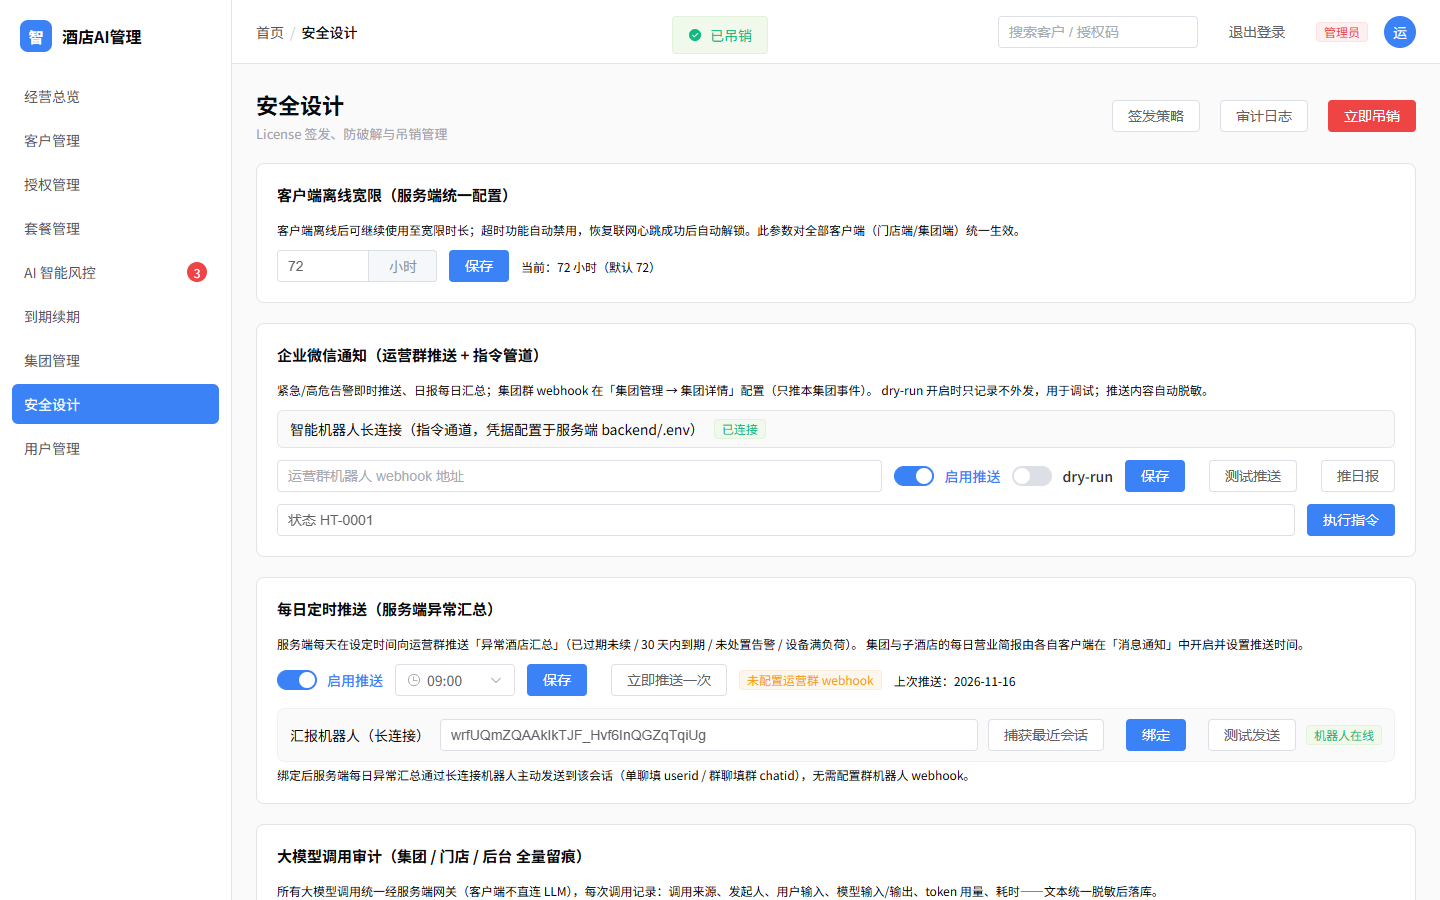 智 酒店AI管理
首页 / 安全设计
已吊销
搜索客户 / 授权码
退出登录
管理员
运
经营总览
客户管理
授权管理
套餐管理
AI 智能风控 3
到期续期
集团管理
安全设计
用户管理
安全设计
License 签发、防破解与吊销管理
签发策略
审计日志
立即吊销
客户端离线宽限（服务端统一配置）
客户端离线后可继续使用至宽限时长；超时功能自动禁用，恢复联网心跳成功后自动解锁。此参数对全部客户端（门店端/集团端）统一生效。
72 小时 保存 当前：72 小时（默认 72）
企业微信通知（运营群推送 + 指令管道）
紧急/高危告警即时推送、日报每日汇总；集团群 webhook 在「集团管理 → 集团详情」配置（只推本集团事件）。 dry-run 开启时只记录不外发，用于调试；推送内容自动脱敏。
智能机器人长连接（指令通道，凭据配置于服务端 backend/.env） 已连接
运营群机器人 webhook 地址 启用推送 dry-run 保存 测试推送 推日报
状态 HT-0001 执行指令
每日定时推送（服务端异常汇总）
服务端每天在设定时间向运营群推送「异常酒店汇总」（已过期未续 / 30 天内到期 / 未处置告警 / 设备满负荷）。 集团与子酒店的每日营业简报由各自客户端在「消息通知」中开启并设置推送时间。
启用推送 09:00 保存 立即推送一次 未配置运营群 webhook 上次推送：2026-11-16
汇报机器人（长连接） wrfUQmZQAAkIkTJF_Hvf6InQGZqTqiUg 捕获最近会话 绑定 测试发送 机器人在线
绑定后服务端每日异常汇总通过长连接机器人主动发送到该会话（单聊填 userid / 群聊填群 chatid），无需配置群机器人 webhook。
大模型调用审计（集团 / 门店 / 后台 全量留痕）
所有大模型调用统一经服务端网关（客户端不直连 LLM），每次调用记录：调用来源、发起人、用户输入、模型输入/输出、token 用量、耗时——文本统一脱敏后落库。